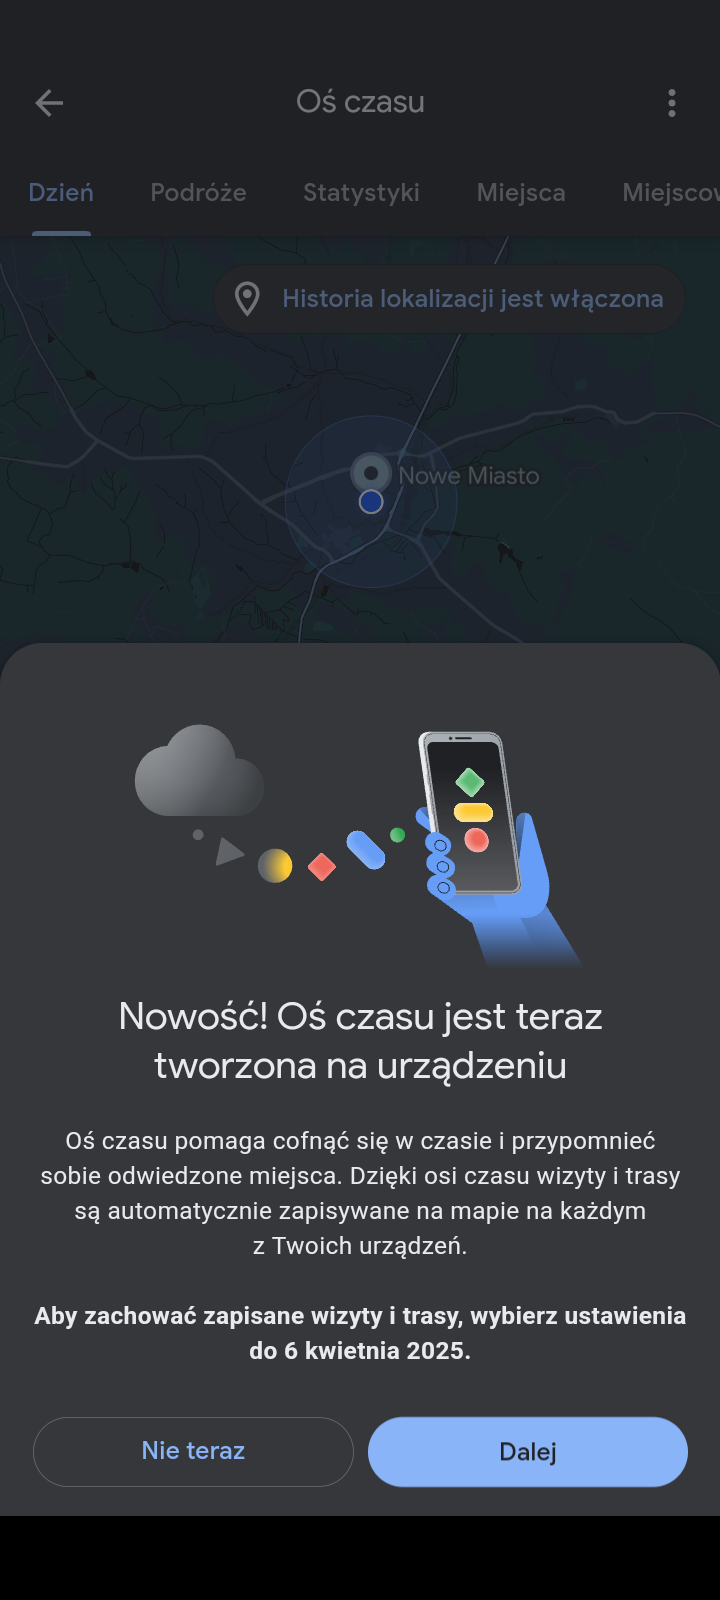 Oś czasu
Dzień Podróże Statystyki Miejsca Miejscow
Historia lokalizacji jest włączona
Nowe Miasto
Nowość! Oś czasu jest teraz
tworzona na urządzeniu
Oś czasu pomaga cofnąć się w czasie i przypomnieć
sobie odwiedzone miejsca. Dzięki osi czasu wizyty i trasy
są automatycznie zapisywane na mapie na każdym
z Twoich urządzeń.
Aby zachować zapisane wizyty i trasy, wybierz ustawienia
do 6 kwietnia 2025.
Nie teraz Dalej